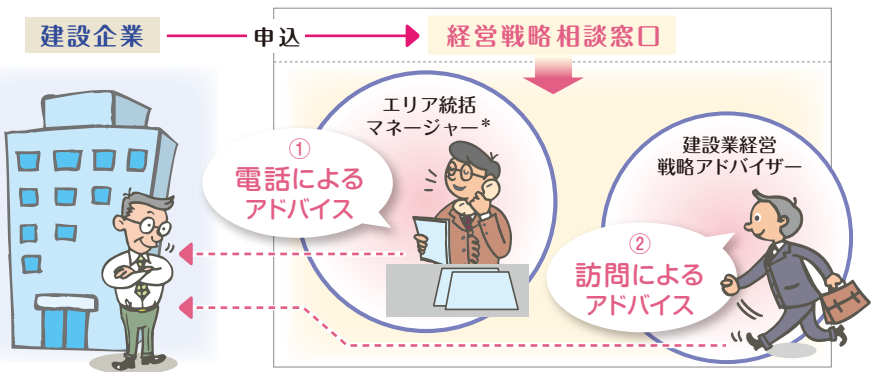 建設企業
申込
経営戦略相談窓口
エリア統括
マネージャー*
①
電話による
アドバイス
建設業経営
戦略アドバイザー
②
訪問による
アドバイス